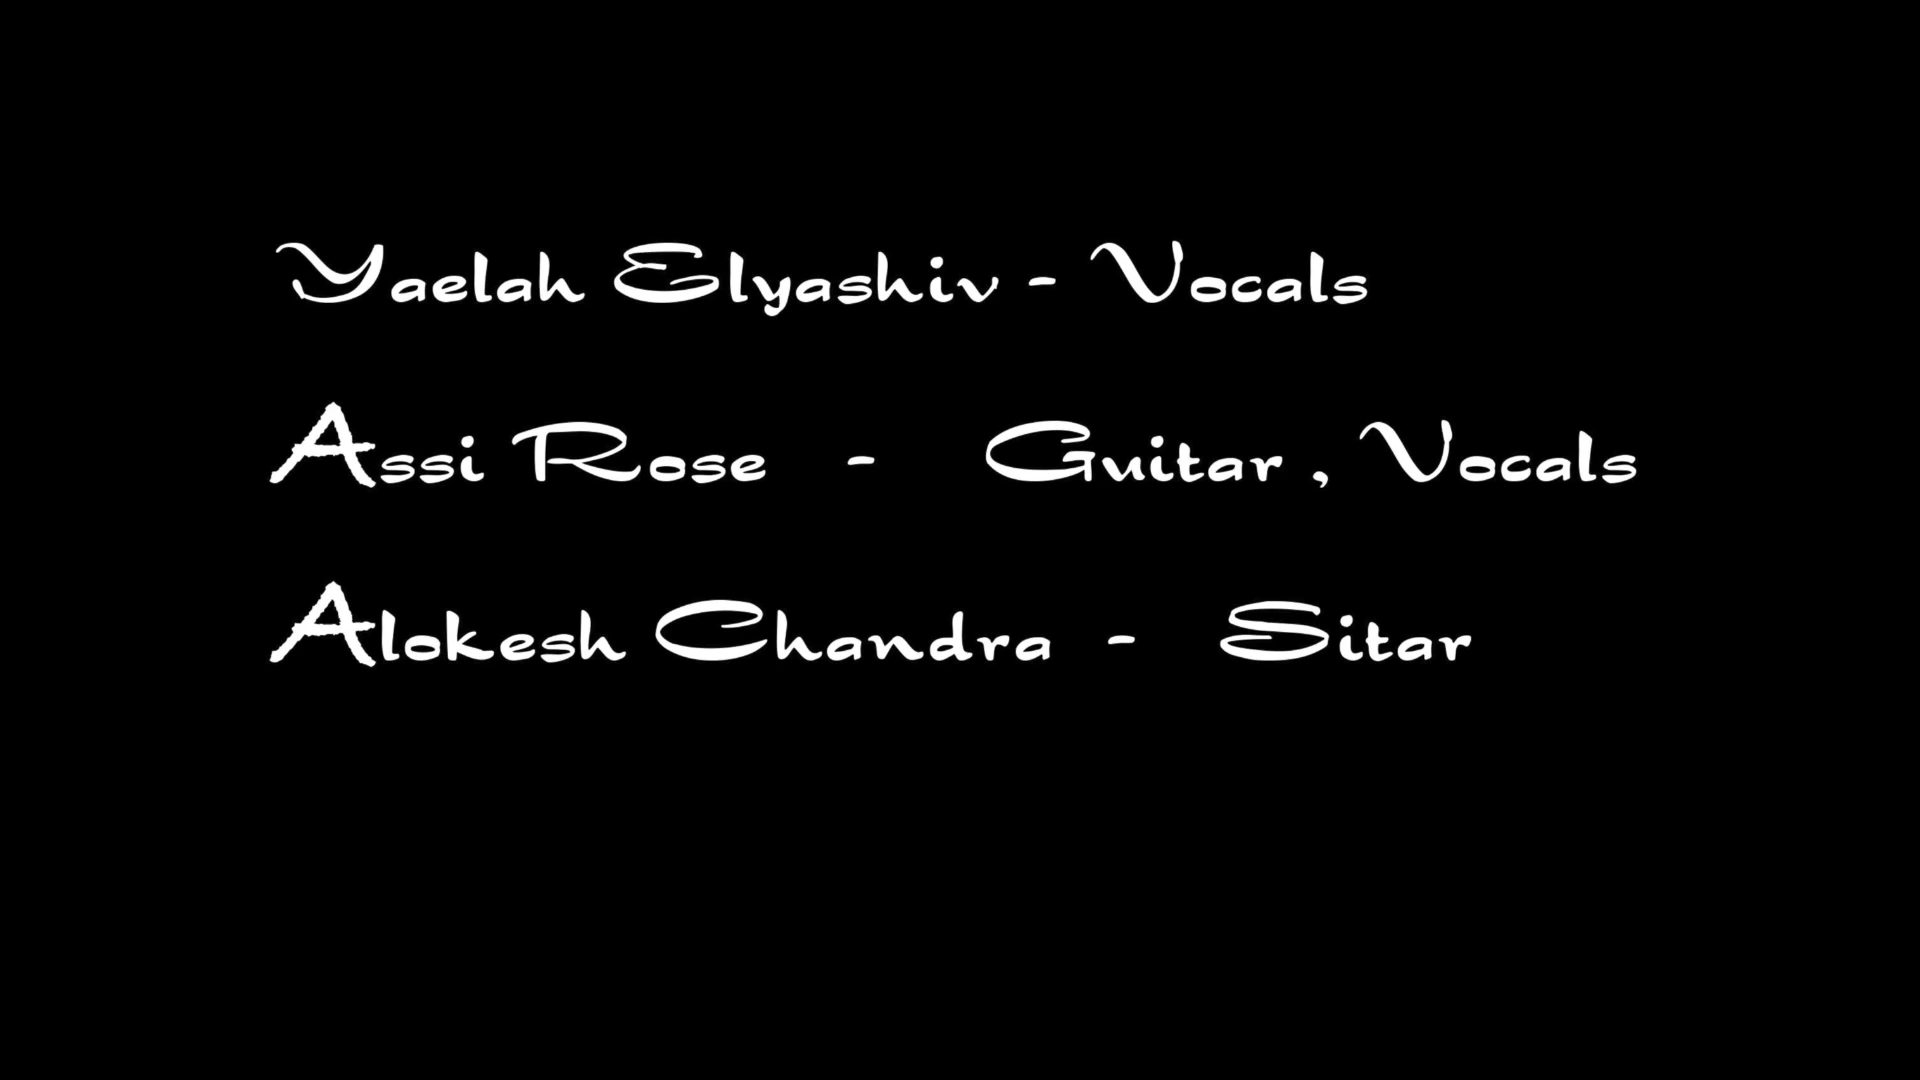 Yaelah Elyashiv - Vocals
Assi Rose - Guitar , Vocals
Alokesh Chandra - Sitar